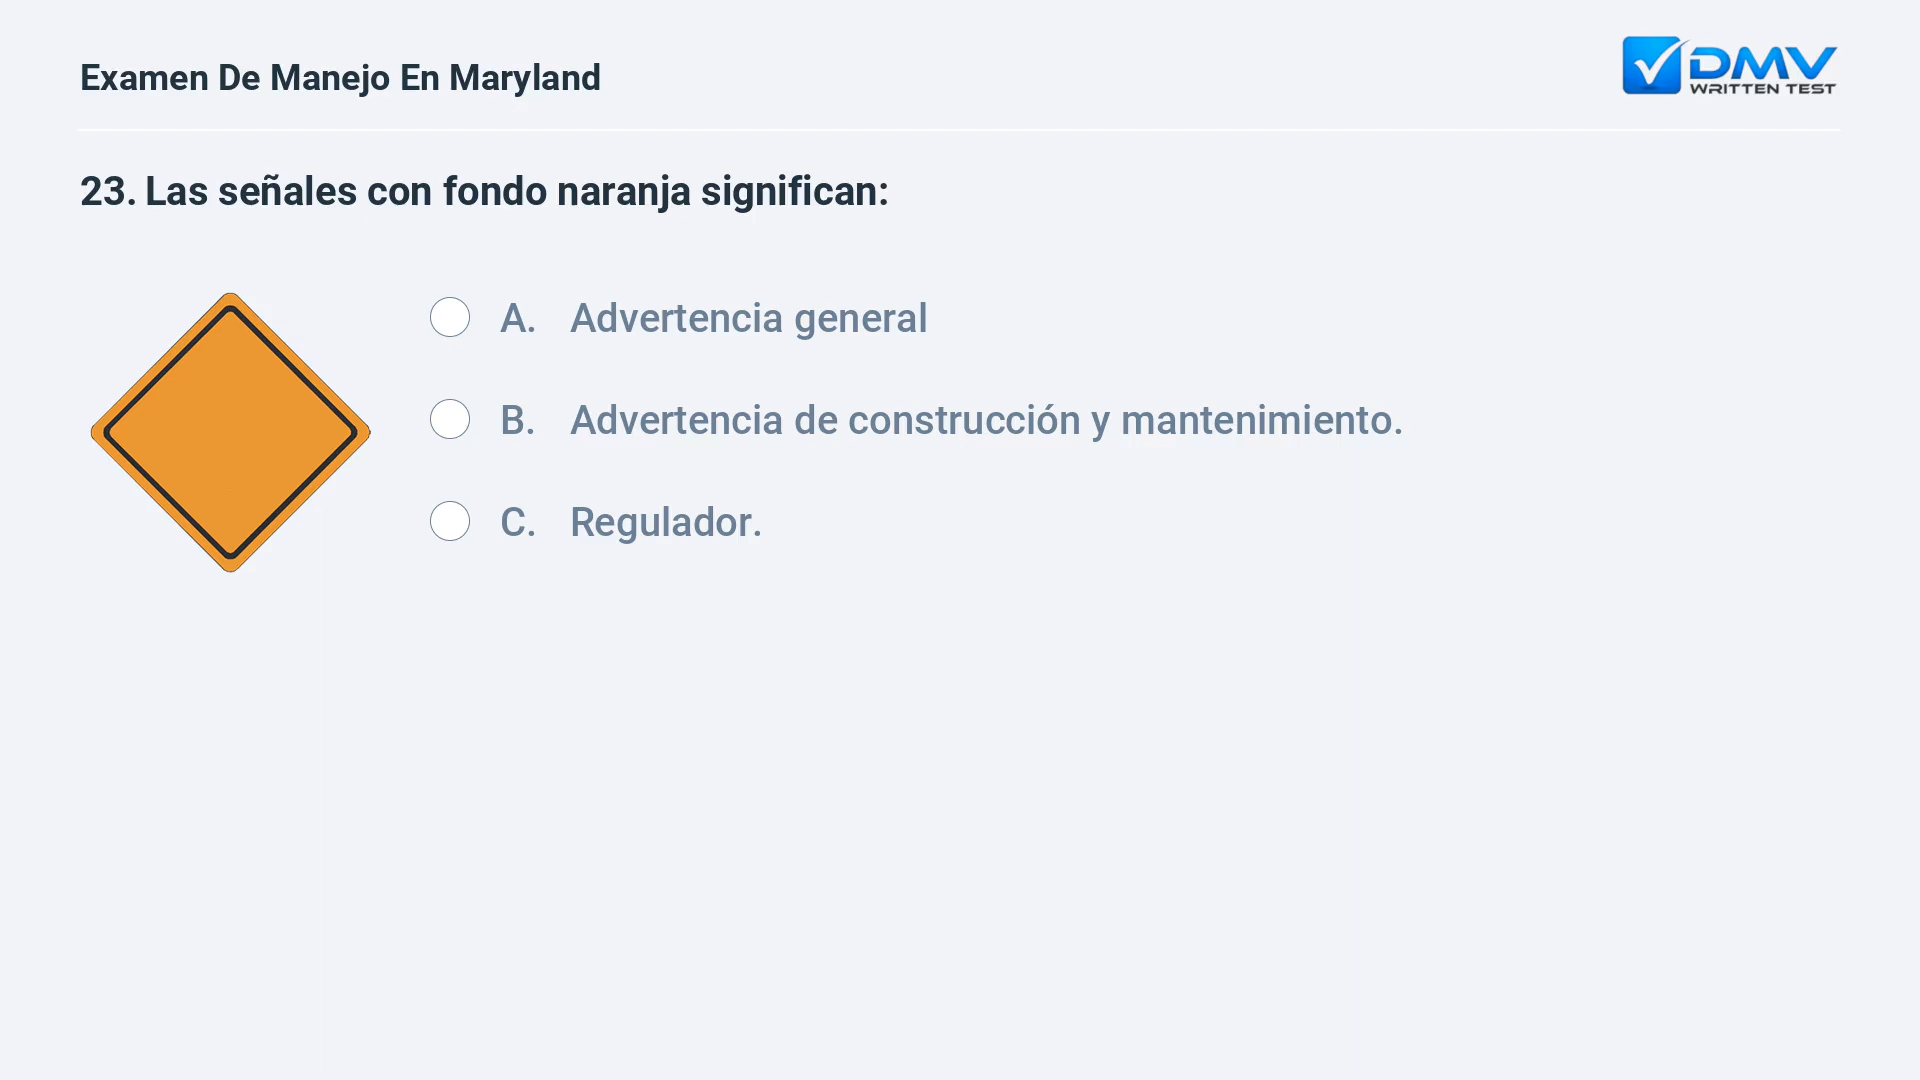 Examen De Manejo En Maryland
DMV
WRITTEN TEST
23. Las señales con fondo naranja significan:
A. Advertencia general
B. Advertencia de construcción y mantenimiento.
C. Regulador.